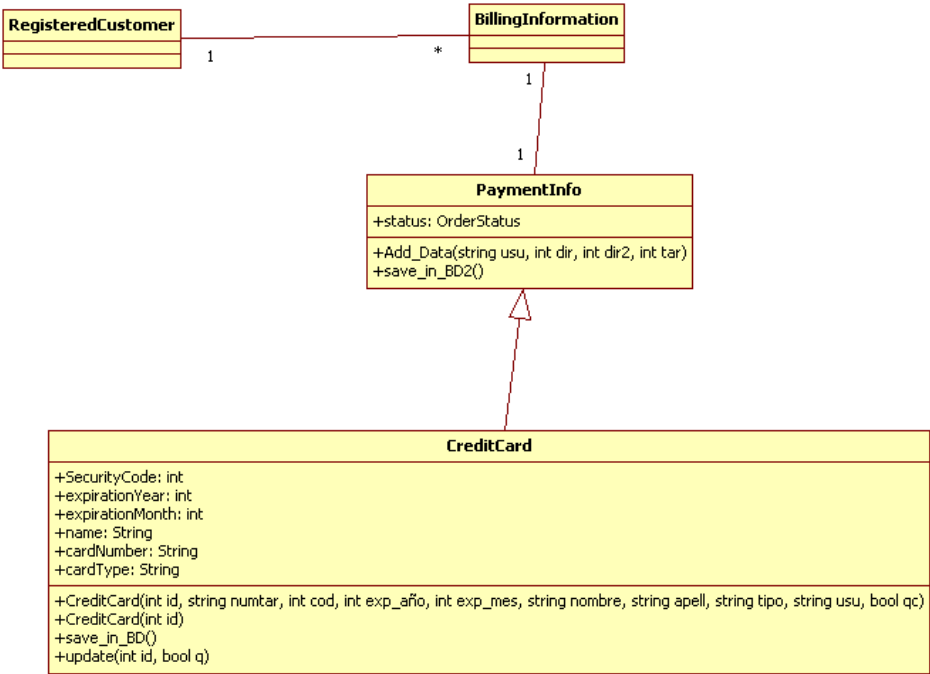 RegisteredCustomer
BillingInformation
1
*
1
1
PaymentInfo
+status: OrderStatus
+Add_Data(string usu, int dir, int dir2, int tar)
+save_in_BD2()
CreditCard
+SecurityCode: int
+expirationYear: int
+expirationMonth: int
+name: String
+cardNumber: String
+cardType: String
+CreditCard(int id, string numtar, int cod, int exp_año, int exp_mes, string nombre, string apell, string tipo, string usu, bool qc)
+CreditCard(int id)
+save_in_BD()
+update(int id, bool q)